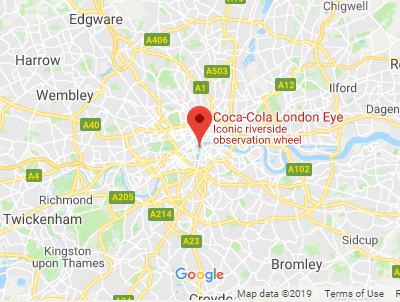 Chigwell
Edgware
A406
Harrow
A503
A12
Ilford
A1
Wembley
Dagen
Coca-Cola London Eye
Iconic riverside
observation wheel
A40
A4
A102
Richmond
A205
Twickenham
A214
A23
Sidcup
Kingston
upon Thames
Bromley
Google
Croydo
Map data ©2019
Terms of Use
R